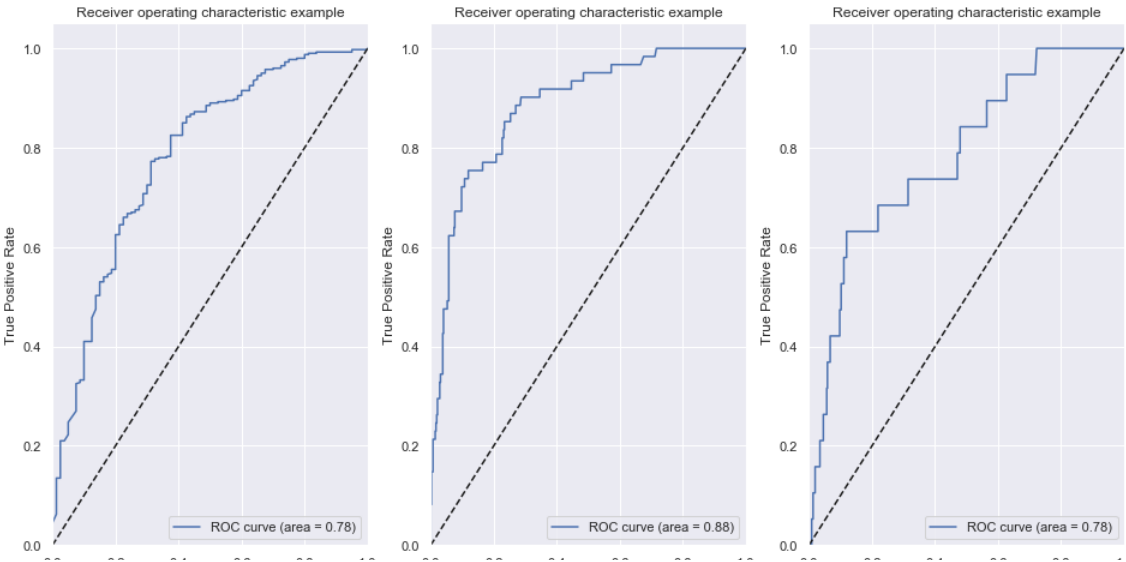 Receiver operating characteristic example
1.0
0.8
0.6
0.4
0.2
0.0
True Positive Rate
ROC curve (area = 0.78)
Receiver operating characteristic example
1.0
0.8
0.6
0.4
0.2
0.0
True Positive Rate
ROC curve (area = 0.88)
Receiver operating characteristic example
1.0
0.8
0.6
0.4
0.2
0.0
True Positive Rate
ROC curve (area = 0.78)